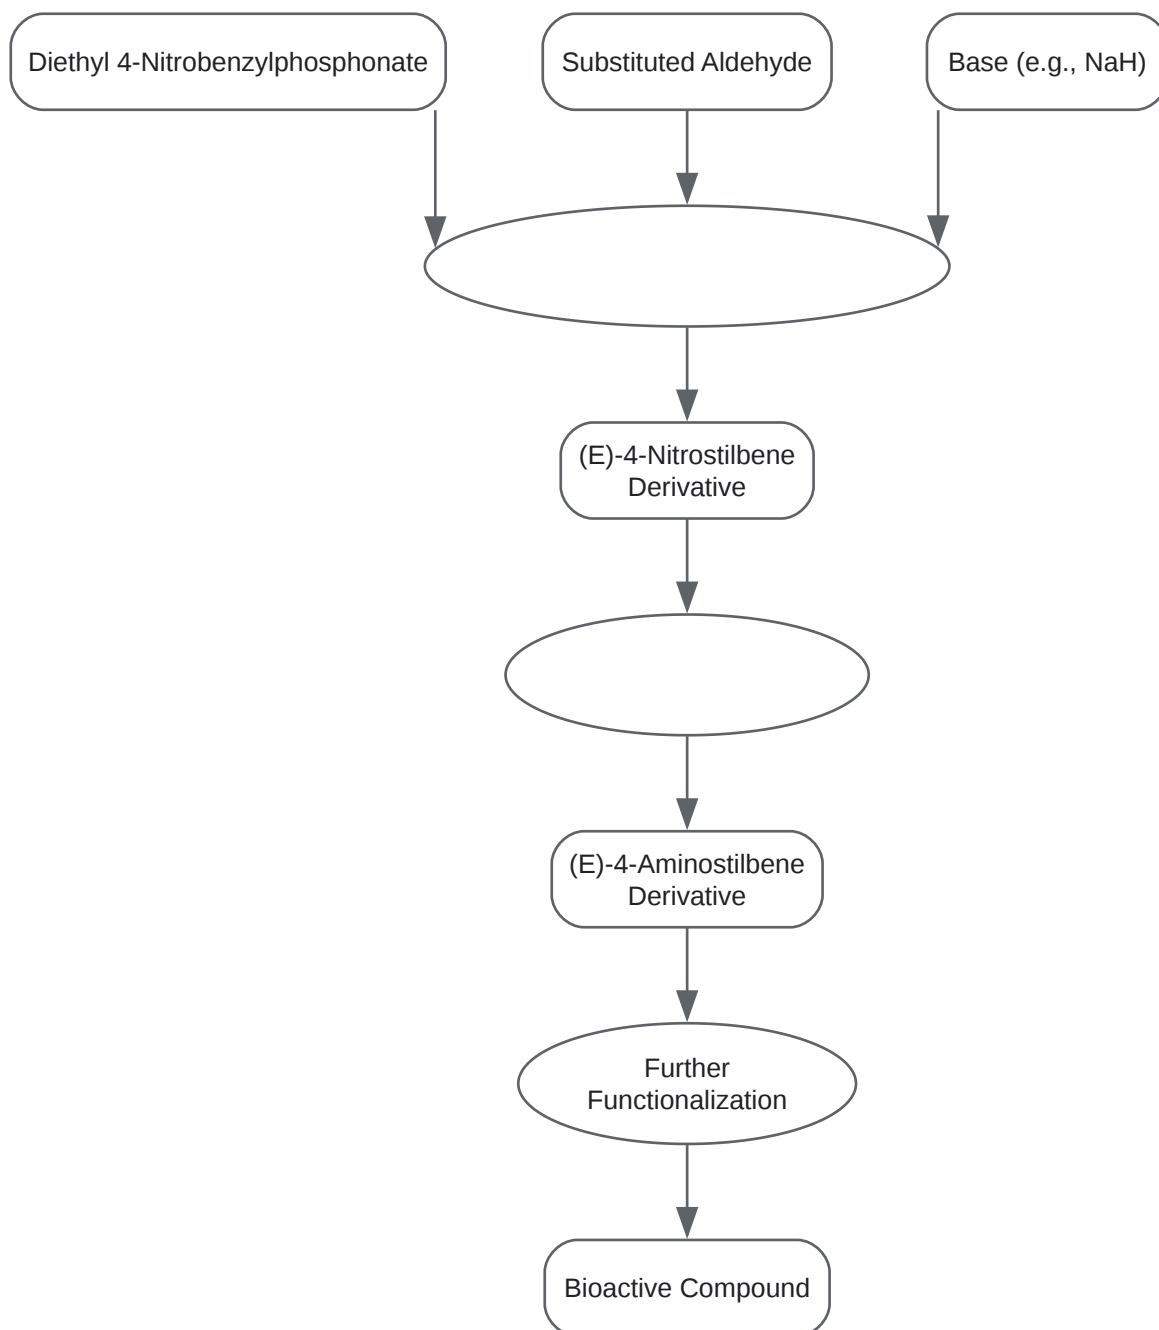 Diethyl 4-Nitrobenzylphosphonate
Substituted Aldehyde
Base (e.g., NaH)
(E)-4-Nitrostilbene
Derivative
(E)-4-Aminostilbene
Derivative
Further
Functionalization
Bioactive Compound